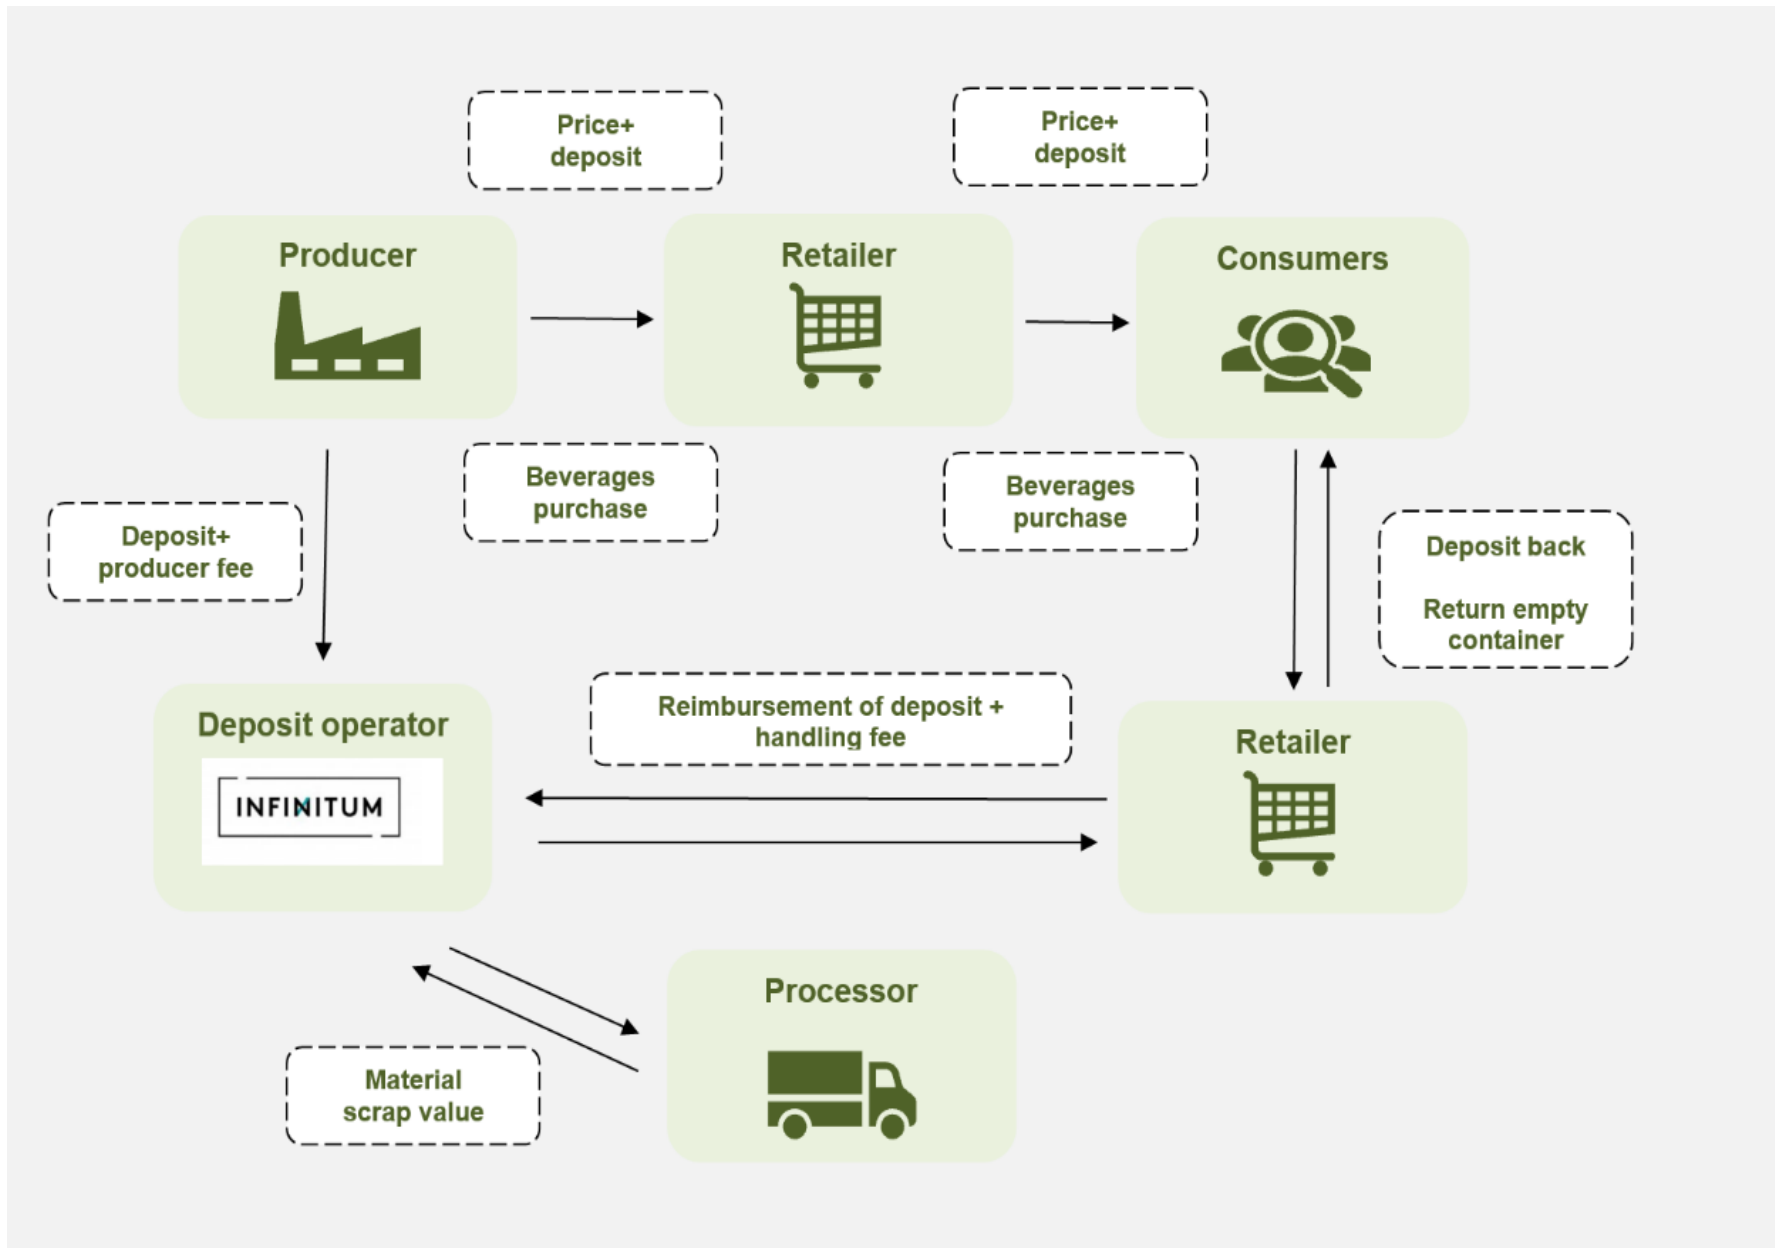 Price+
deposit
Price+
deposit
Producer
Retailer
Consumers
Beverages
purchase
Beverages
purchase
Deposit+
producer fee
Deposit back
Return empty
container
Reimbursement of deposit +
handling fee
Deposit operator
INFINITUM
Retailer
Processor
Material
scrap value